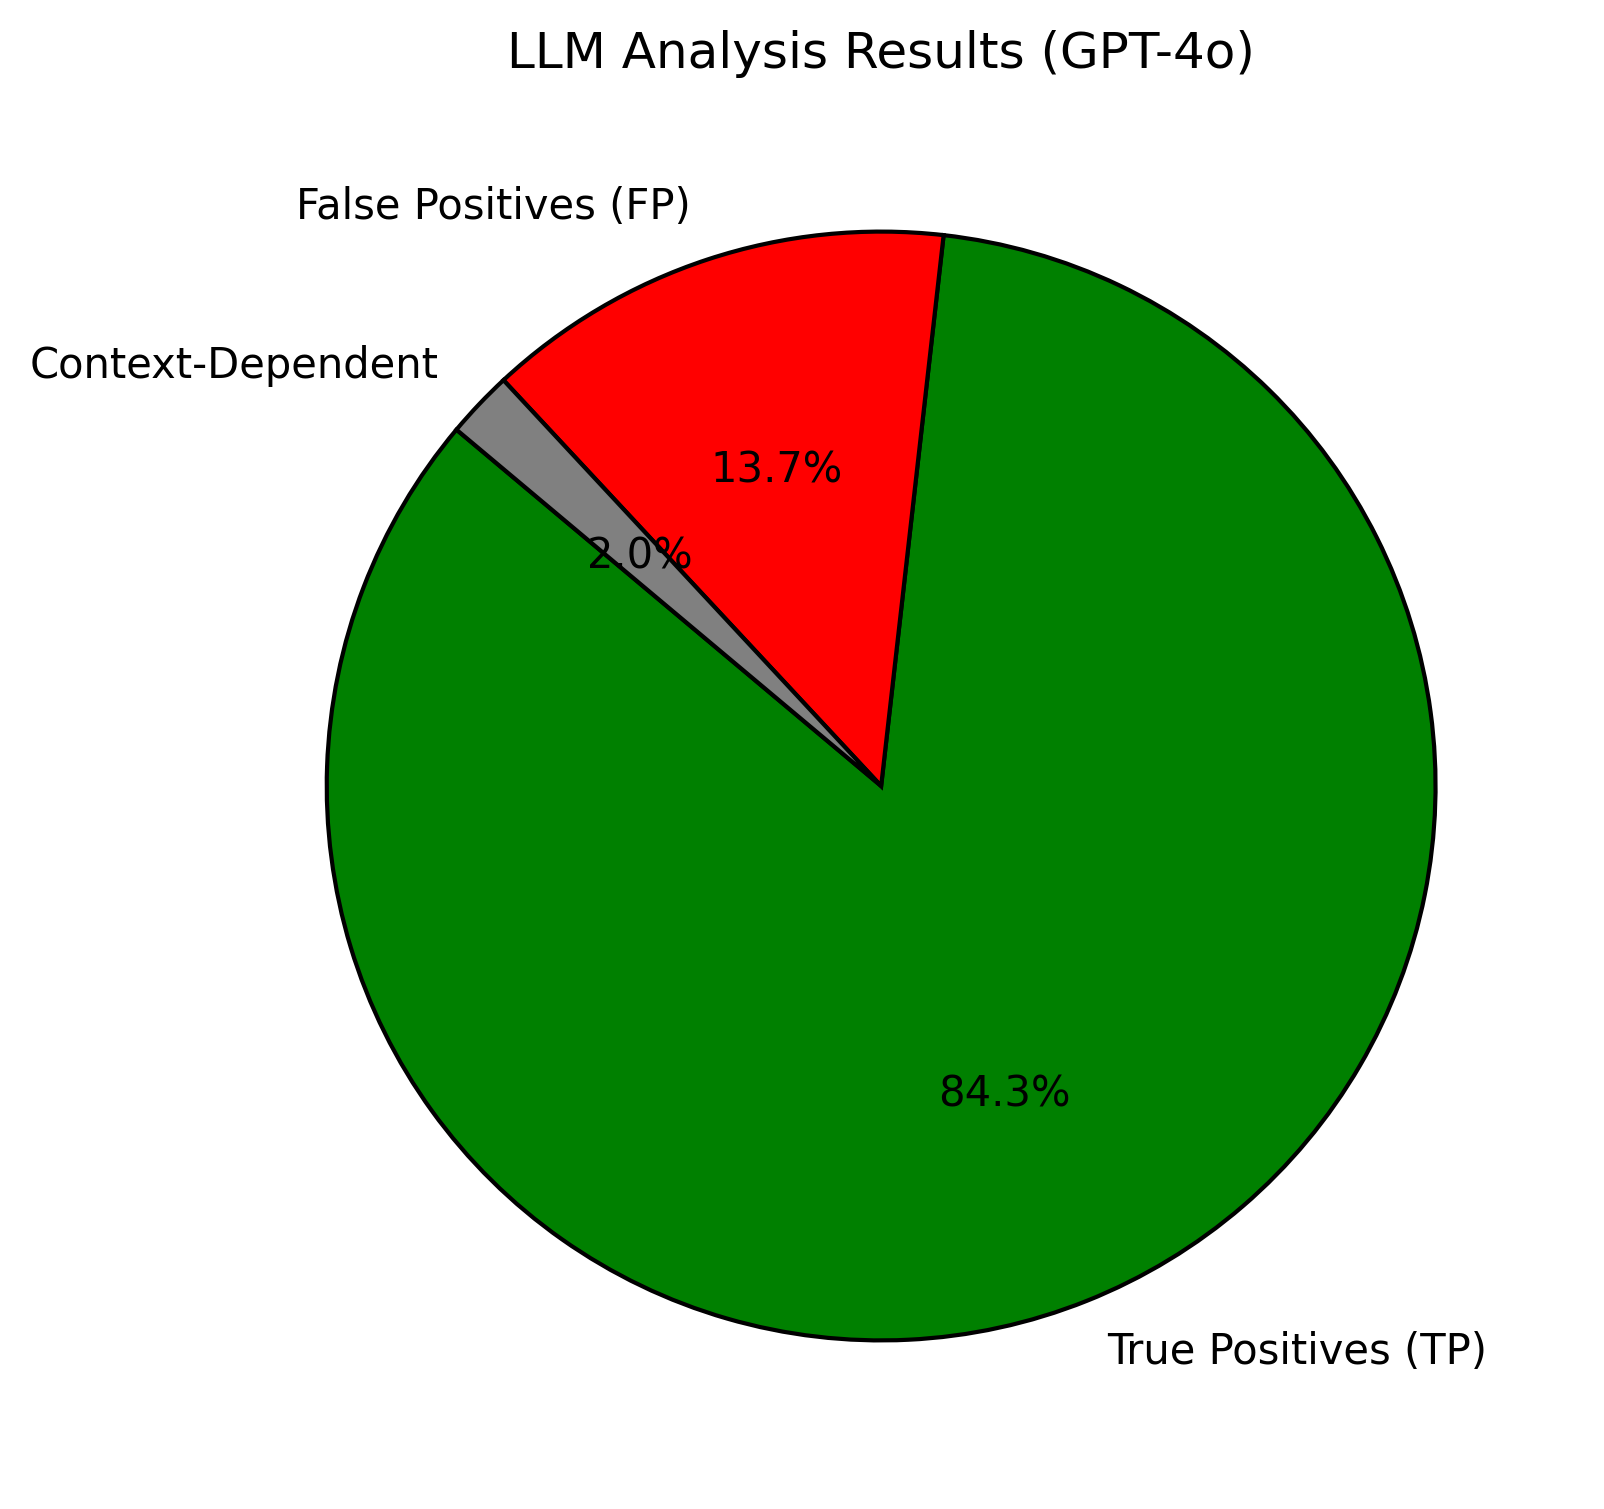 LLM Analysis Results (GPT-4o)
False Positives (FP)
Context-Dependent
13.7%
2.0%
84.3%
True Positives (TP)